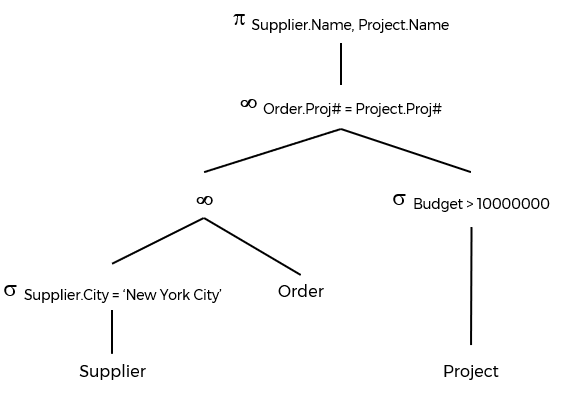 π Supplier.Name, Project.Name
∞ Order.Proj# = Project.Proj#
∞
σ Budget > 10000000
σ Supplier.City = ‘New York City’
Order
Supplier
Project